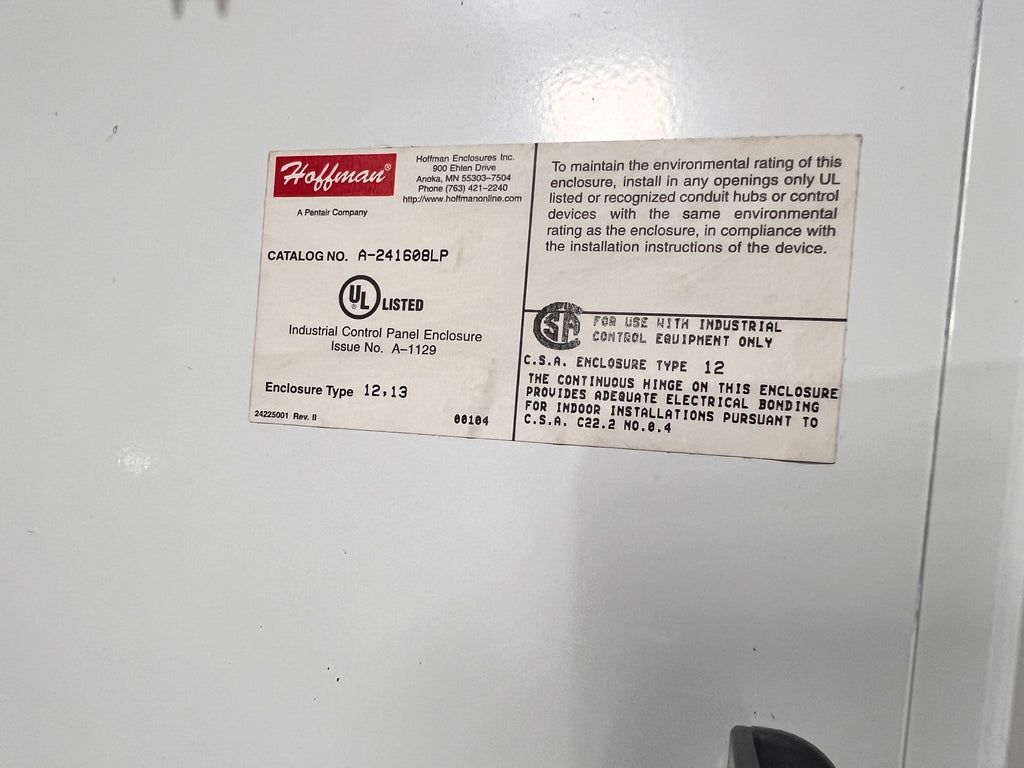 Hoffman®
A Pentair Company
Hoffman Enclosures Inc.
900 Ehlen Drive
Anoka, MN 55303-7504
Phone (763) 421-2240
http://www.hoffmanonline.com
CATALOG NO. A-241608LP
UL® LISTED
Industrial Control Panel Enclosure
Issue No. A-1129
Enclosure Type 12,13
24225001 Rev. II
00104
To maintain the environmental rating of this
enclosure, install in any openings only UL
listed or recognized conduit hubs or control
devices with the same environmental
rating as the enclosure, in compliance with
the installation instructions of the device.
CSA
FOR USE WITH INDUSTRIAL
CONTROL EQUIPMENT ONLY
C.S.A. ENCLOSURE TYPE 12
THE CONTINUOUS HINGE ON THIS ENCLOSURE
PROVIDES ADEQUATE ELECTRICAL BONDING
FOR INDOOR INSTALLATIONS PURSUANT TO
C.S.A. C22.2 NO.0.4